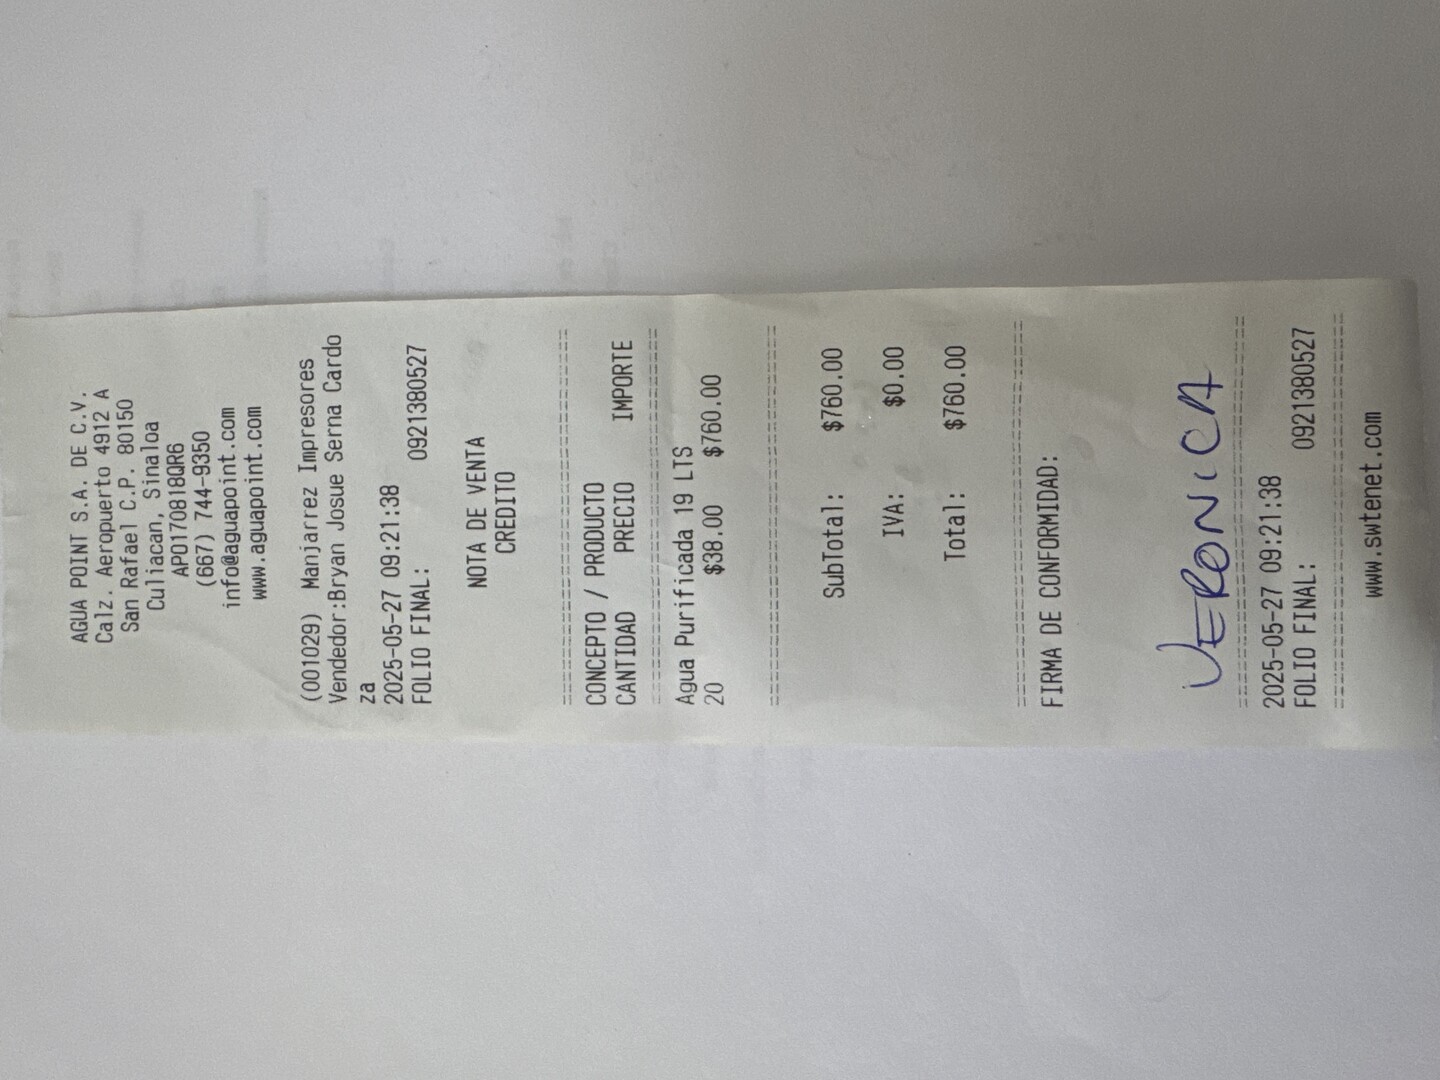 AGUA POINT S.A. DE C.V.
Calz. Aeropuerto 4912 A
San Rafael C.P. 80150
Culiacan, Sinaloa
APO170818QR6
(667) 744-9350
info@aguapoint.com
www.aguapoint.com
(001029) Manjarrez Impresores
Vendedor:Bryan Josue Serna Cardo
za
2025-05-27 09:21:38
FOLIO FINAL: 0921380527
NOTA DE VENTA
CREDITO
CONCEPTO / PRODUCTO
CANTIDAD PRECIO IMPORTE
Agua Purificada 19 LTS
20 $38.00 $760.00
SubTotal: $760.00
IVA: $0.00
Total: $760.00
FIRMA DE CONFORMIDAD:
VERONICA
2025-05-27 09:21:38
FOLIO FINAL: 0921380527
www.swtenet.com